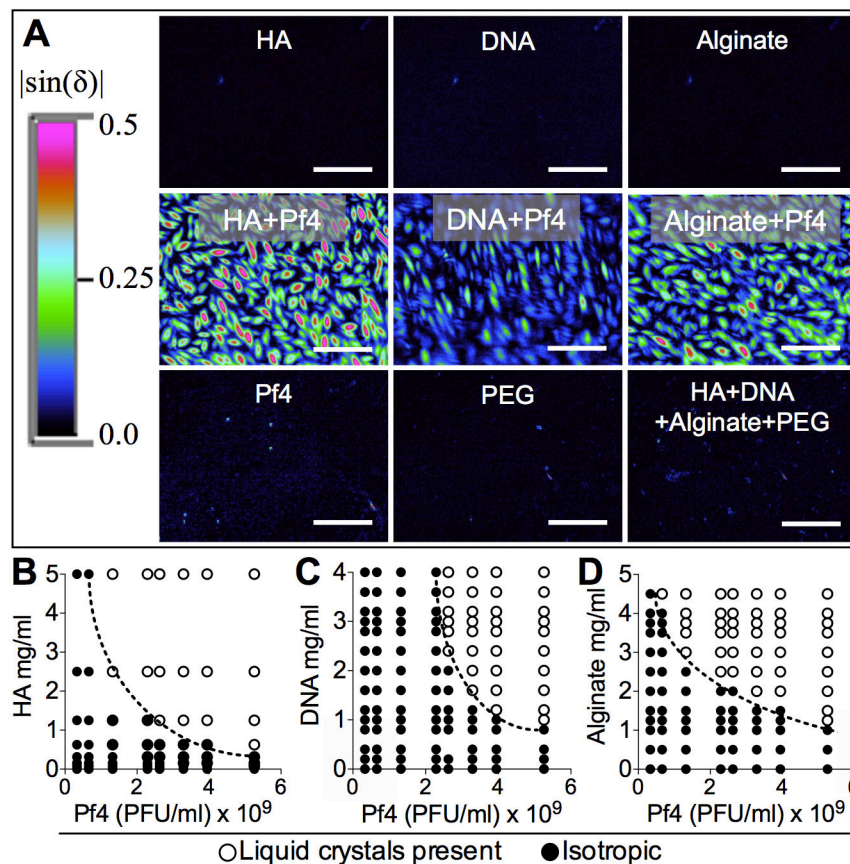 A
|sin(δ)|
0.5
0.25
0.0
HA
DNA
Alginate
HA+Pf4
DNA+Pf4
Alginate+Pf4
Pf4
PEG
HA+DNA
+Alginate+PEG
B
HA mg/ml
5
4
3
2
1
0
0 2 4 6
Pf4 (PFU/ml) x 10⁹
C
DNA mg/ml
4
3
2
1
0
0 2 4 6
Pf4 (PFU/ml) x 10⁹
D
Alginate mg/ml
5
4
3
2
1
0
0 2 4 6
Pf4 (PFU/ml) x 10⁹
Liquid crystals present
Isotropic